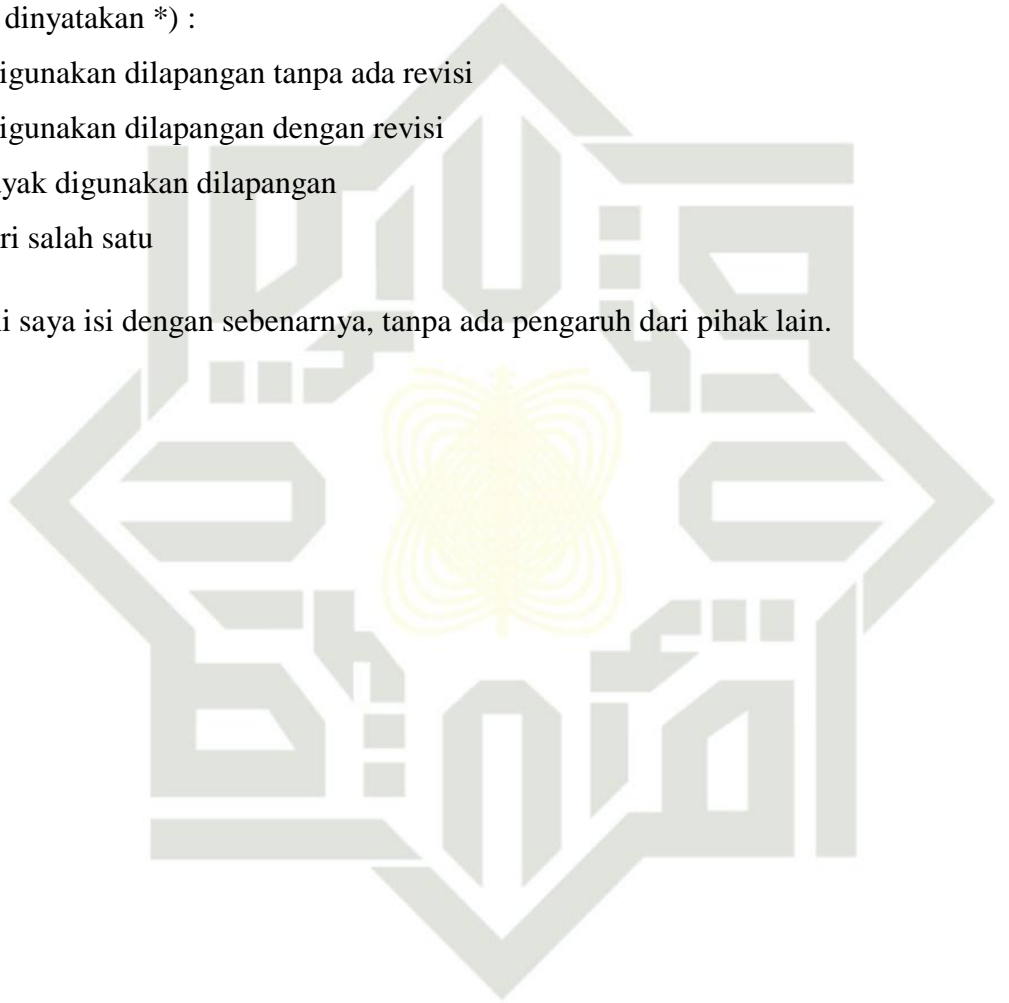 dinyatakan *) :
igunakan dilapangan tanpa ada revisi
igunakan dilapangan dengan revisi
yak digunakan dilapangan
ri salah satu
i saya isi dengan sebenarnya, tanpa ada pengaruh dari pihak lain.